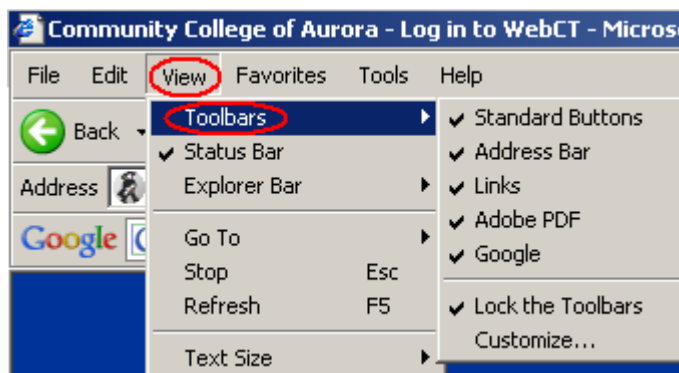 Community College of Aurora - Log in to WebCT - Micros
File Edit View Favorites Tools Help
Back
Address
Google
Toolbars
Status Bar
Explorer Bar
Go To
Stop Esc
Refresh F5
Text Size
Standard Buttons
Address Bar
Links
Adobe PDF
Google
Lock the Toolbars
Customize...